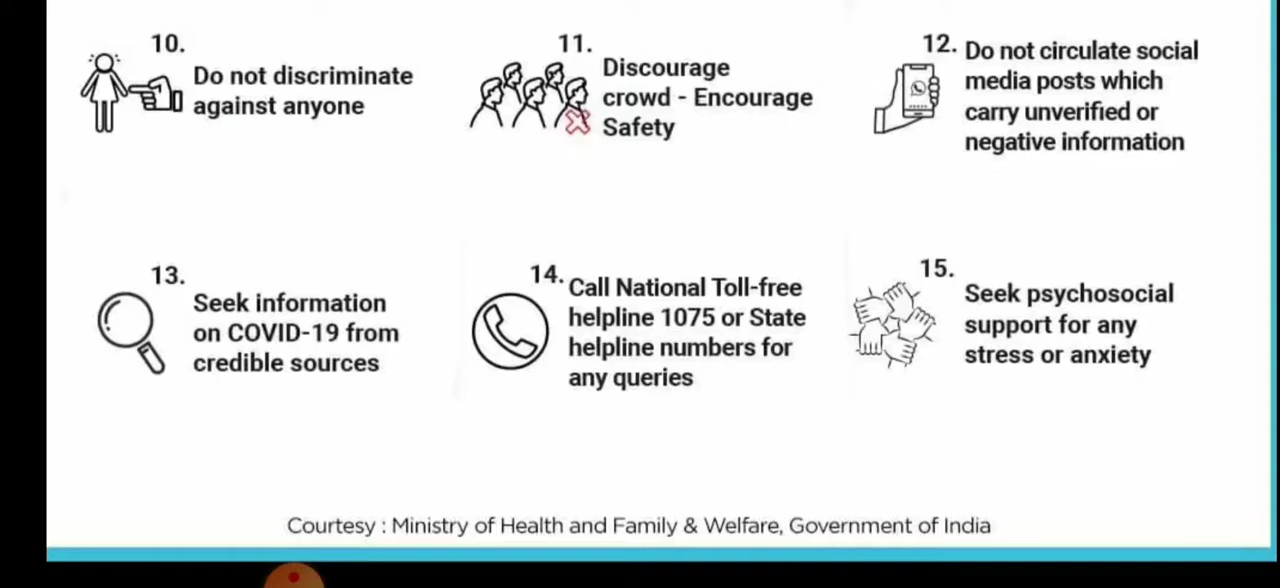 10.
Do not discriminate
against anyone
11.
Discourage
crowd - Encourage
Safety
12.
Do not circulate social
media posts which
carry unverified or
negative information
13.
Seek information
on COVID-19 from
credible sources
14.
Call National Toll-free
helpline 1075 or State
helpline numbers for
any queries
15.
Seek psychosocial
support for any
stress or anxiety
Courtesy : Ministry of Health and Family & Welfare, Government of India